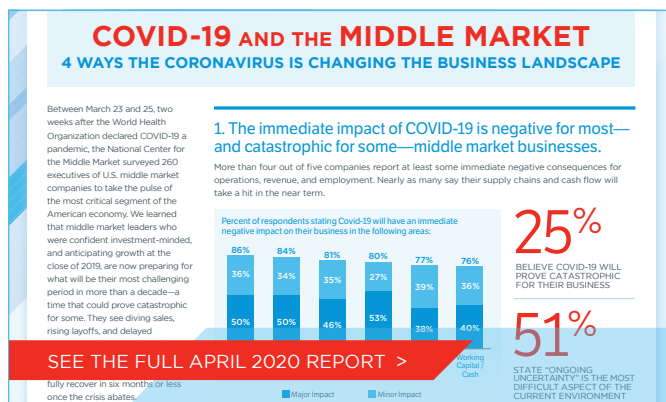 COVID-19 AND THE MIDDLE MARKET
4 WAYS THE CORONAVIRUS IS CHANGING THE BUSINESS LANDSCAPE
Between March 23 and 25, two
weeks after the World Health
Organization declared COVID-19 a
pandemic, the National Center for
the Middle Market surveyed 260
executives of U.S. middle market
companies to take the pulse of
the most critical segment of the
American economy. We learned
that middle market leaders who
were confident investment-minded,
and anticipating growth at the
close of 2019, are now preparing for
what will be their most challenging
period in more than a decade—a
time that could prove catastrophic
for some. They see diving sales,
rising layoffs, and delayed
fully recover in six months or less
once the crisis abates.
1. The immediate impact of COVID-19 is negative for most—
and catastrophic for some—middle market businesses.
More than four out of five companies report at least some immediate negative consequences for
operations, revenue, and employment. Nearly as many say their supply chains and cash flow will
take a hit in the near term.
Percent of respondents stating Covid-19 will have an immediate
negative impact on their business in the following areas:
86% 84% 81% 80% 77% 76%
36% 34% 35% 27% 39% 36%
50% 50% 46% 53% 38% 40%
Working
Capital /
Cash
Major Impact Minor Impact
25%
BELIEVE COVID-19 WILL
PROVE CATASTROPHIC
FOR THEIR BUSINESS
51%
STATE “ONGOING
UNCERTAINTY” IS THE MOST
DIFFICULT ASPECT OF THE
CURRENT ENVIRONMENT
SEE THE FULL APRIL 2020 REPORT >